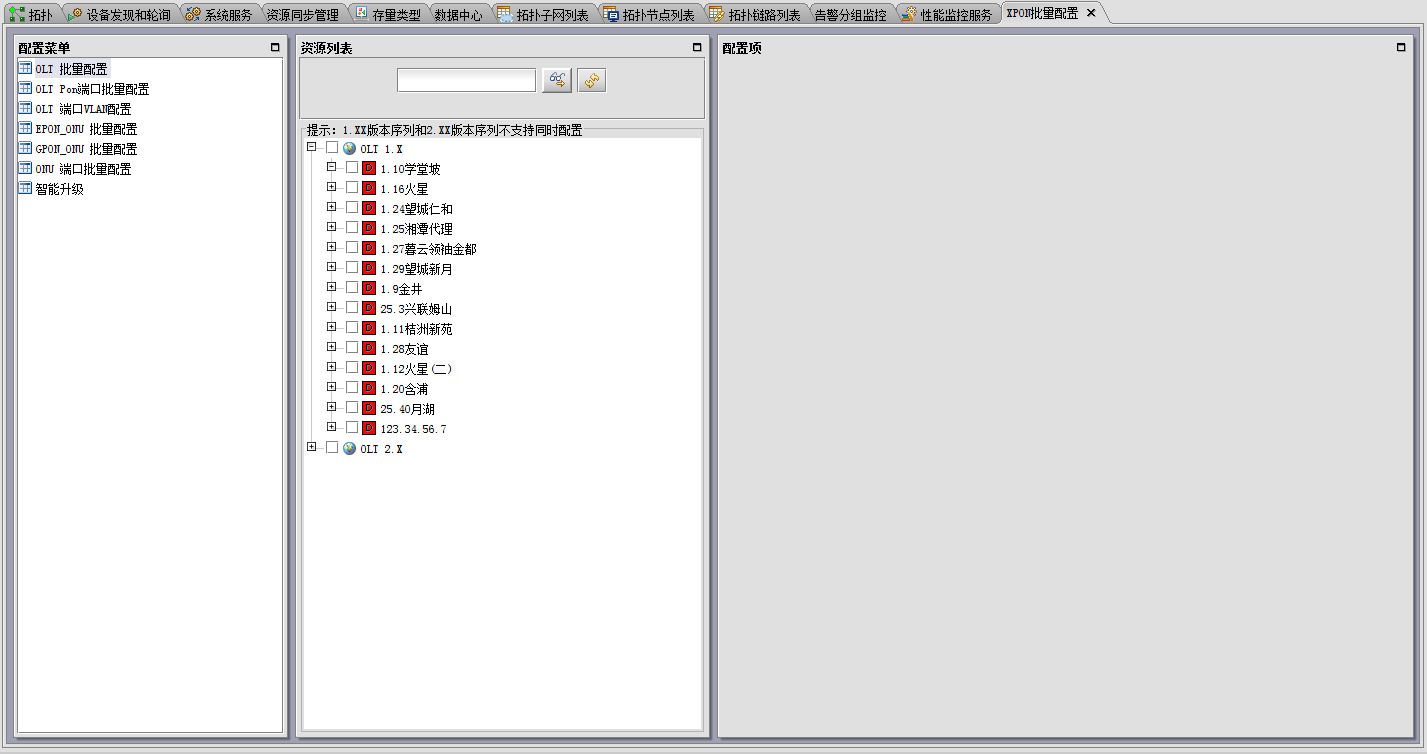 拓扑 设备发现和轮询 系统服务 资源同步管理 存量类型 数据中心 拓扑子网列表 拓扑节点列表 拓扑链路列表 告警分组监控 性能监控服务 XPON批量配置
配置菜单
OLT 批量配置
OLT Pon端口批量配置
OLT 端口VLAN配置
EPON_ONU 批量配置
GPON_ONU 批量配置
ONU 端口批量配置
智能升级
资源列表
提示: 1.XX版本序列和2.XX版本序列不支持同时配置
OLT 1.X
D 1.10学堂坡
D 1.16火星
D 1.24望城仁和
D 1.25湘潭代理
D 1.27暮云领袖金都
D 1.29望城新月
D 1.9金井
D 25.3兴联姆山
D 1.11桔洲新苑
D 1.28友谊
D 1.12火星(二)
D 1.20含浦
D 25.40月湖
D 123.34.56.7
OLT 2.X
配置项